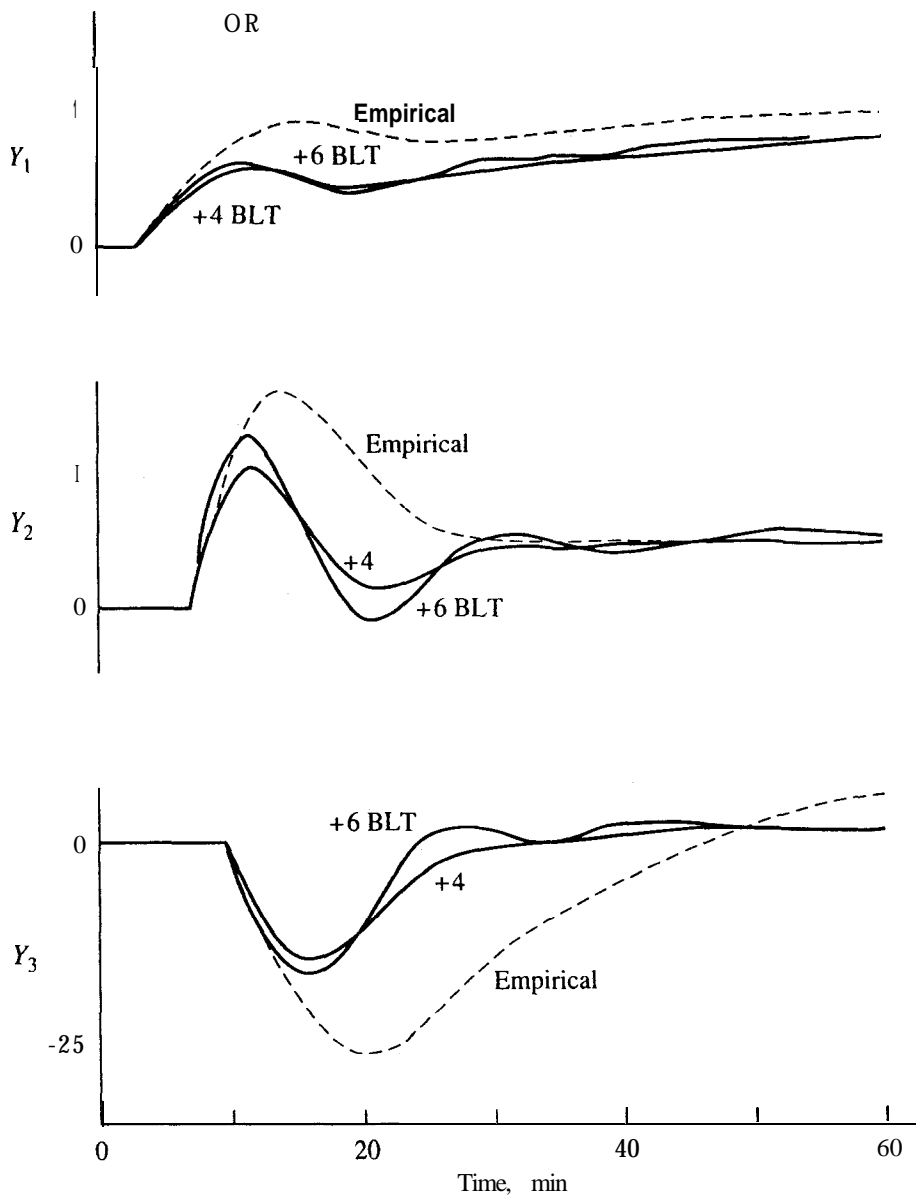 OR
1
Empirical
Y1
+6 BLT
+4 BLT
0
I
Empirical
Y2
+4
+6 BLT
0
+6 BLT
0
+4
Y3
Empirical
-25
0
20
40
60
Time, min